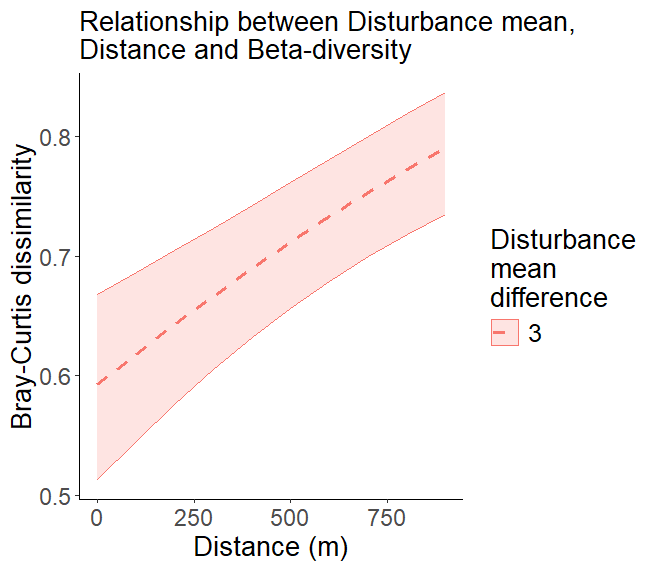 Relationship between Disturbance mean,
Distance and Beta-diversity
Bray-Curtis dissimilarity
0.8
0.7
0.6
0.5
0 250 500 750
Distance (m)
Disturbance
mean
difference
3